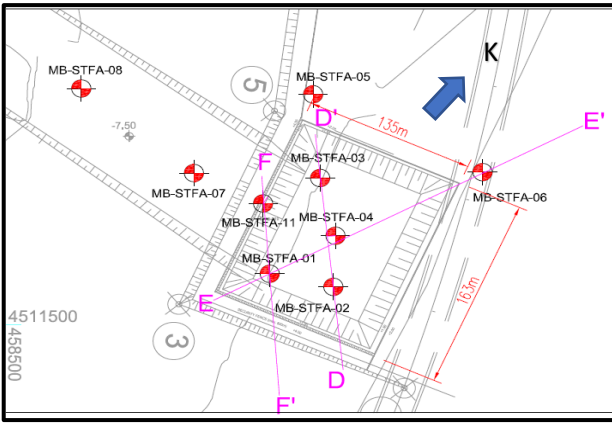 K
MB-STFA-08
MB-STFA-05
5
D'
135m
E'
-7,50
F
MB-STFA-03
MB-STFA-07
MB-STFA-06
MB-STFA-11
MB-STFA-04
MB-STFA-01
163m
E
MB-STFA-02
4511500
458500
3
D
F'